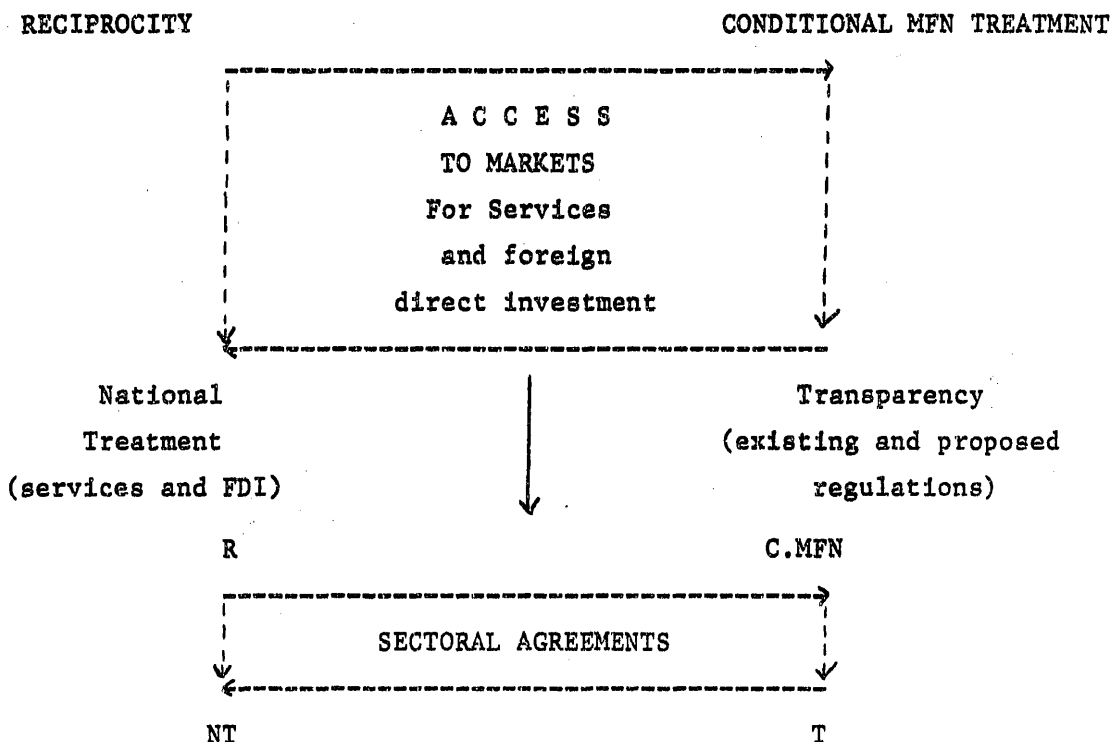 RECIPROCITY
CONDITIONAL MFN TREATMENT
A C C E S S
TO MARKETS
For Services
and foreign
direct investment
National
Treatment
(services and FDI)
Transparency
(existing and proposed
regulations)
R
C.MFN
SECTORAL AGREEMENTS
NT
T